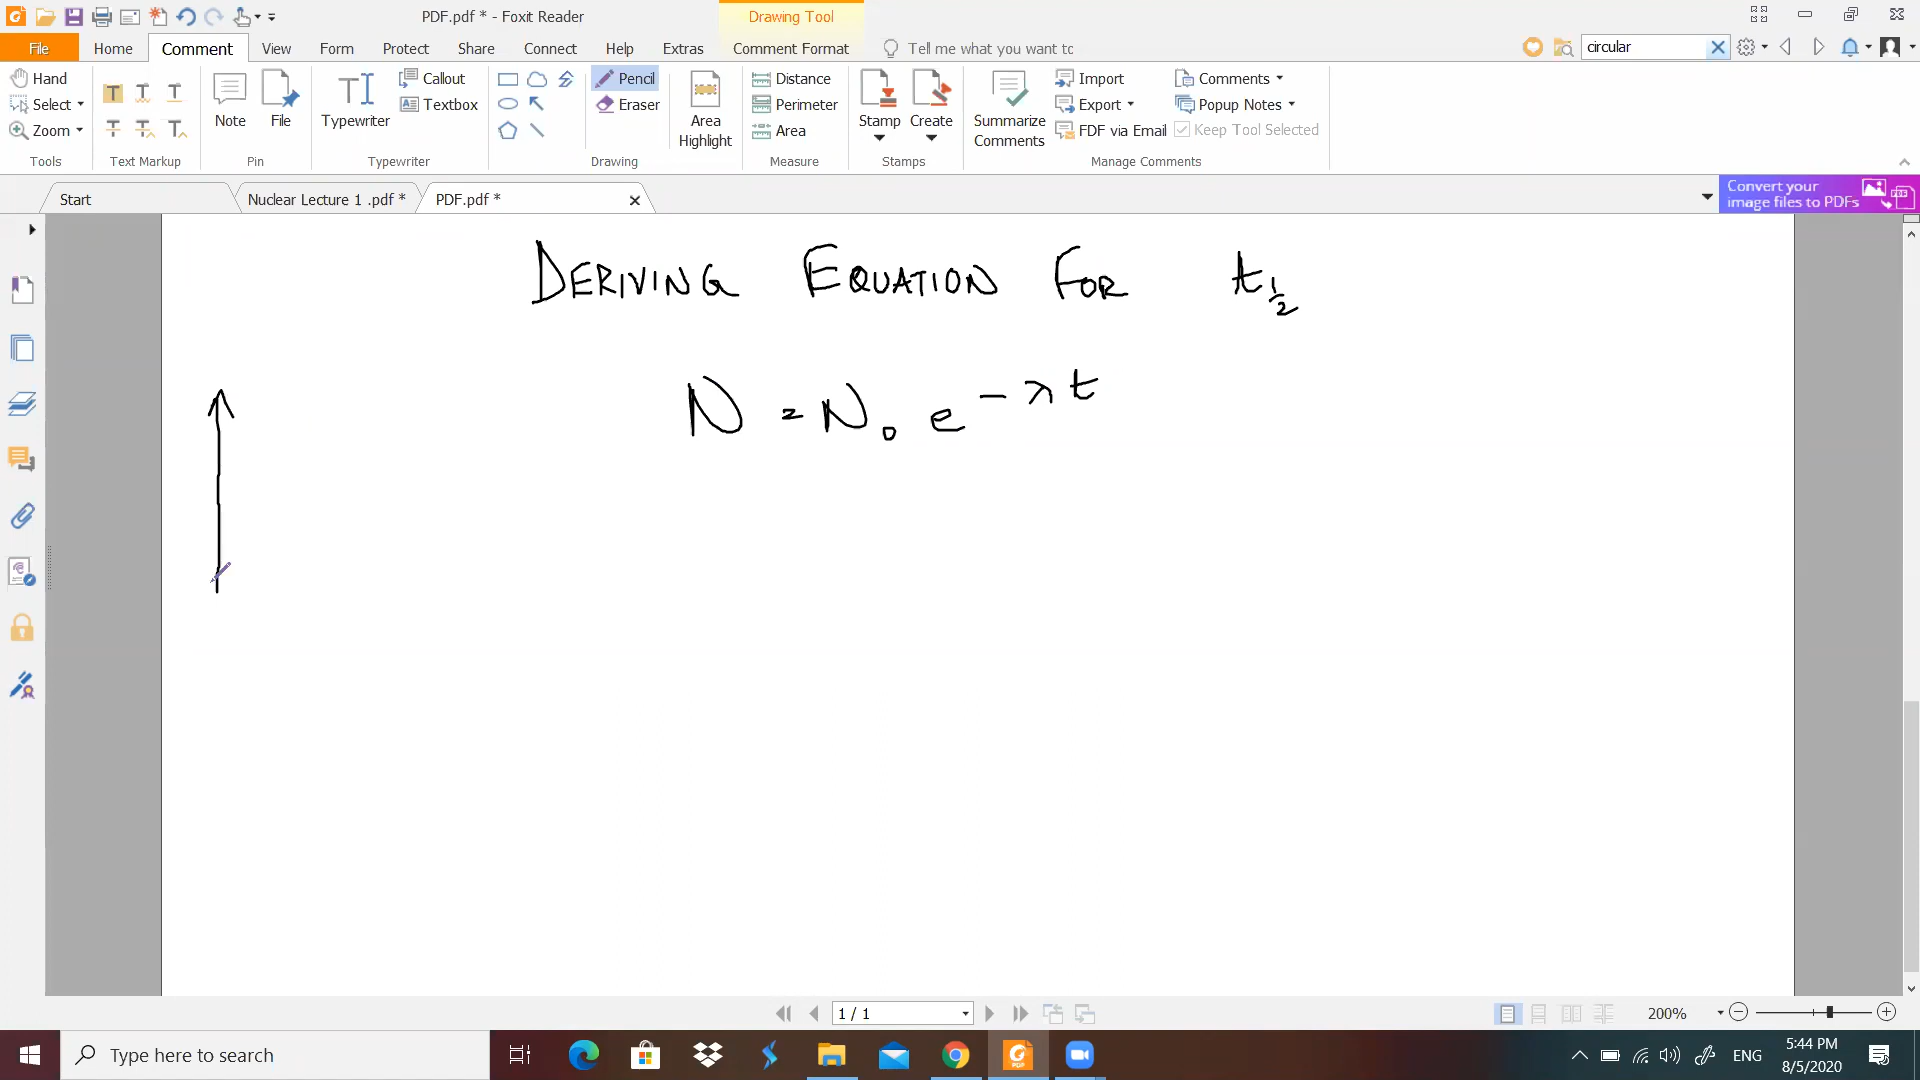 PDF.pdf * - Foxit Reader
Drawing Tool
File Home Comment View Form Protect Share Connect Help Extras Comment Format Tell me what you want to circular
Hand
Select
Zoom
Tools
Text Markup
Note
File
Pin
Typewriter
Callout
Textbox
Typewriter
Pencil
Eraser
Drawing
Area
Highlight
Distance
Perimeter
Area
Measure
Stamp
Create
Stamps
Summarize
Comments
Import
Export
FDF via Email
Comments
Popup Notes
Keep Tool Selected
Manage Comments
Start
Nuclear Lecture 1 .pdf *
PDF.pdf *
Convert your
image files to PDFs
DERIVING EQUATION FOR t 1/2
N = N₀ e^-λt
1 / 1
200%
Type here to search
ENG
5:44 PM
8/5/2020